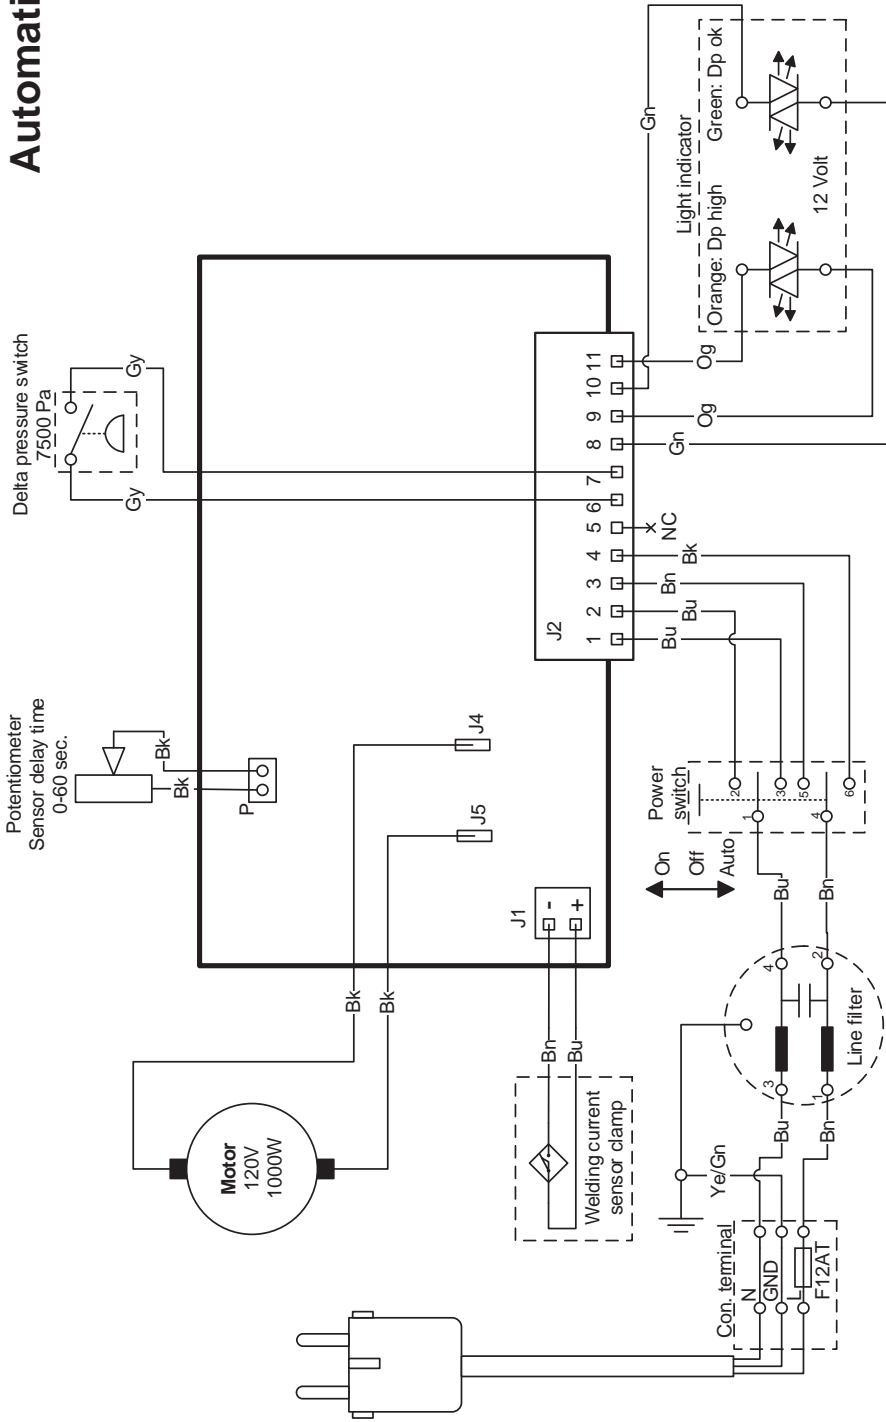 Automati
Delta pressure switch
7500 Pa
Gy
Gy
Potentiometer
Sensor delay time
0-60 sec.
Bk
Bk
P
J4
J5
J1
-
+
J2
1 2 3 4 5 6 7 8 9 10 11
NC
Bu
Bu
Bn
Bk
Gn
Og
Og
Gn
Light indicator
Orange: Dp high
Green: Dp ok
12 Volt
Motor
120V
1000W
Bk
Bk
Bn
Bu
Welding current
sensor clamp
Power
switch
On
Off
Auto
1
2
3
4
5
6
Bu
Bn
Line filter
4
2
3
1
Bu
Bn
Ye/Gn
Con. terminal
N
GND
L
F12AT